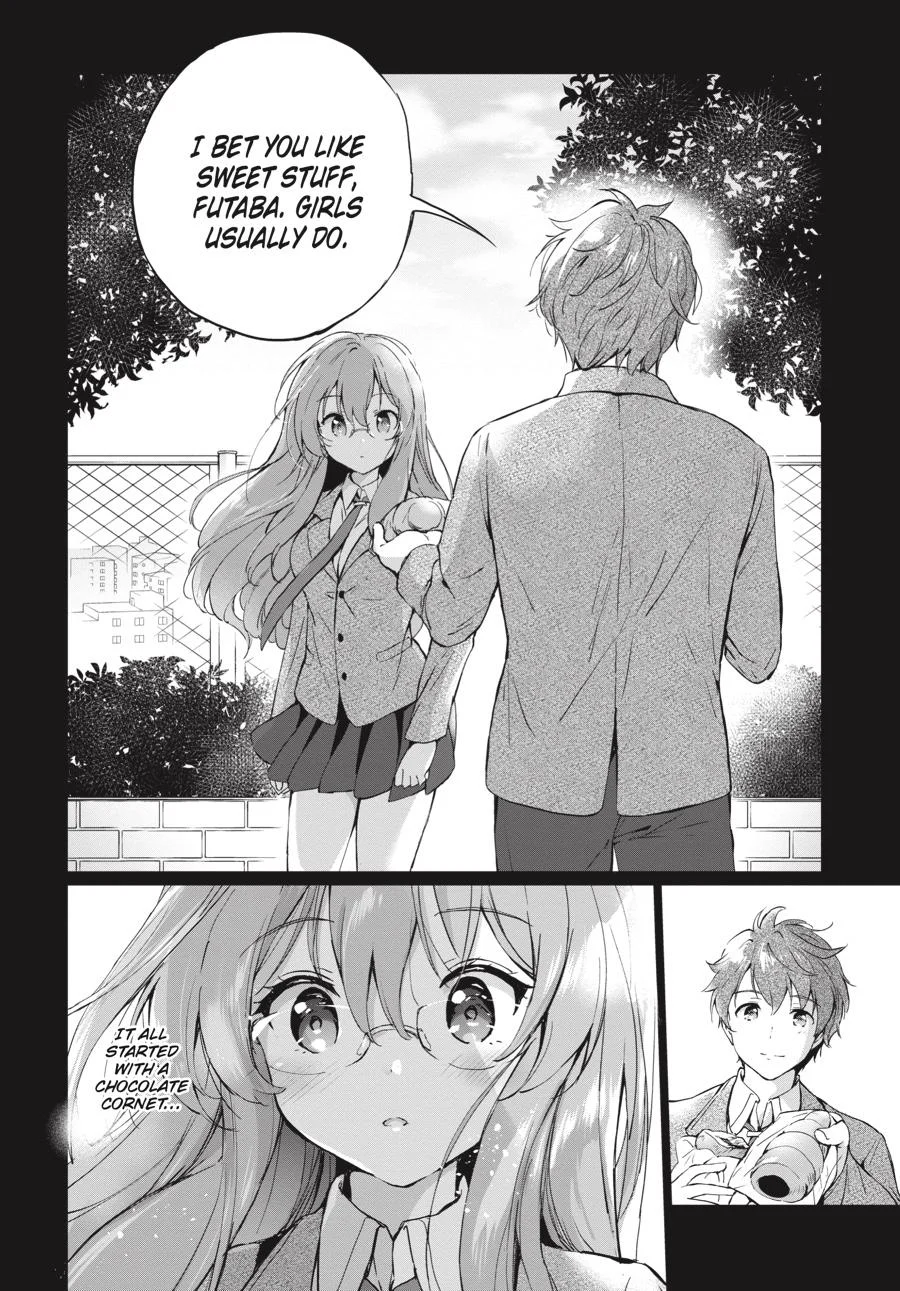 I BET YOU LIKE
SWEET STUFF,
FUTABA. GIRLS
USUALLY DO.
IT ALL
STARTED
WITH A
CHOCOLATE
CORNET...